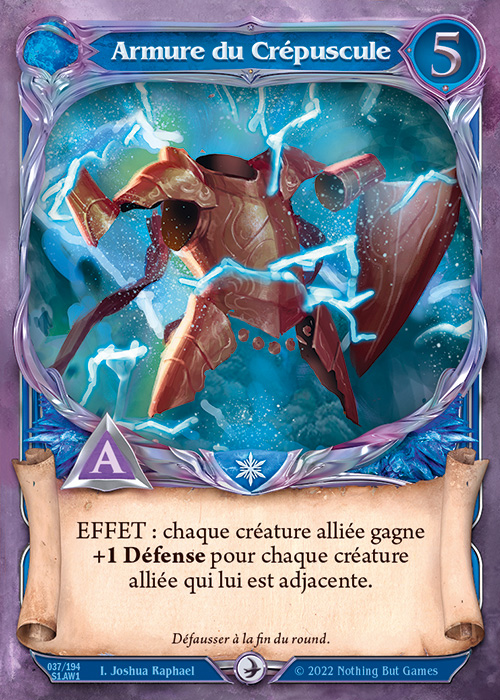 Armure du Crépuscule
5
A
EFFET : chaque créature alliée gagne
+1 Défense pour chaque créature
alliée qui lui est adjacente.
Défausser à la fin du round.
037/194
S1.AW1
I. Joshua Raphael
© 2022 Nothing But Games